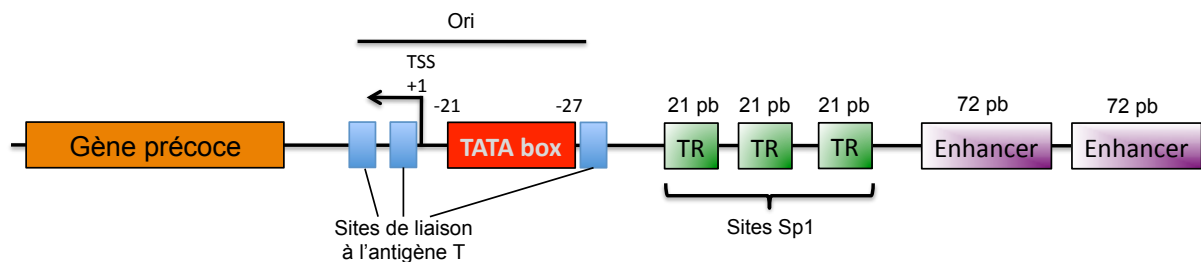 Ori
TSS
+1
-21
-27
21 pb
21 pb
21 pb
72 pb
72 pb
Gène précoce
TATA box
TR
TR
TR
Enhancer
Enhancer
Sites de liaison
à l'antigène T
Sites Sp1